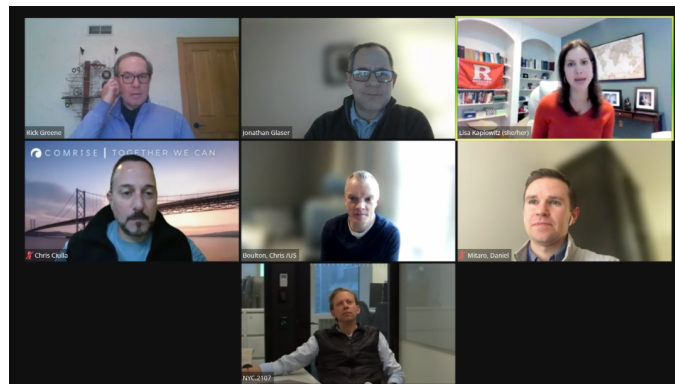 Rick Greene
Jonathan Glaser
R
Lisa Kaplowitz (she/her)
COMRISE | TOGETHER WE CAN
Chris Ciulla
Boulton, Chris /US
Mitaro, Daniel
NYC 2107